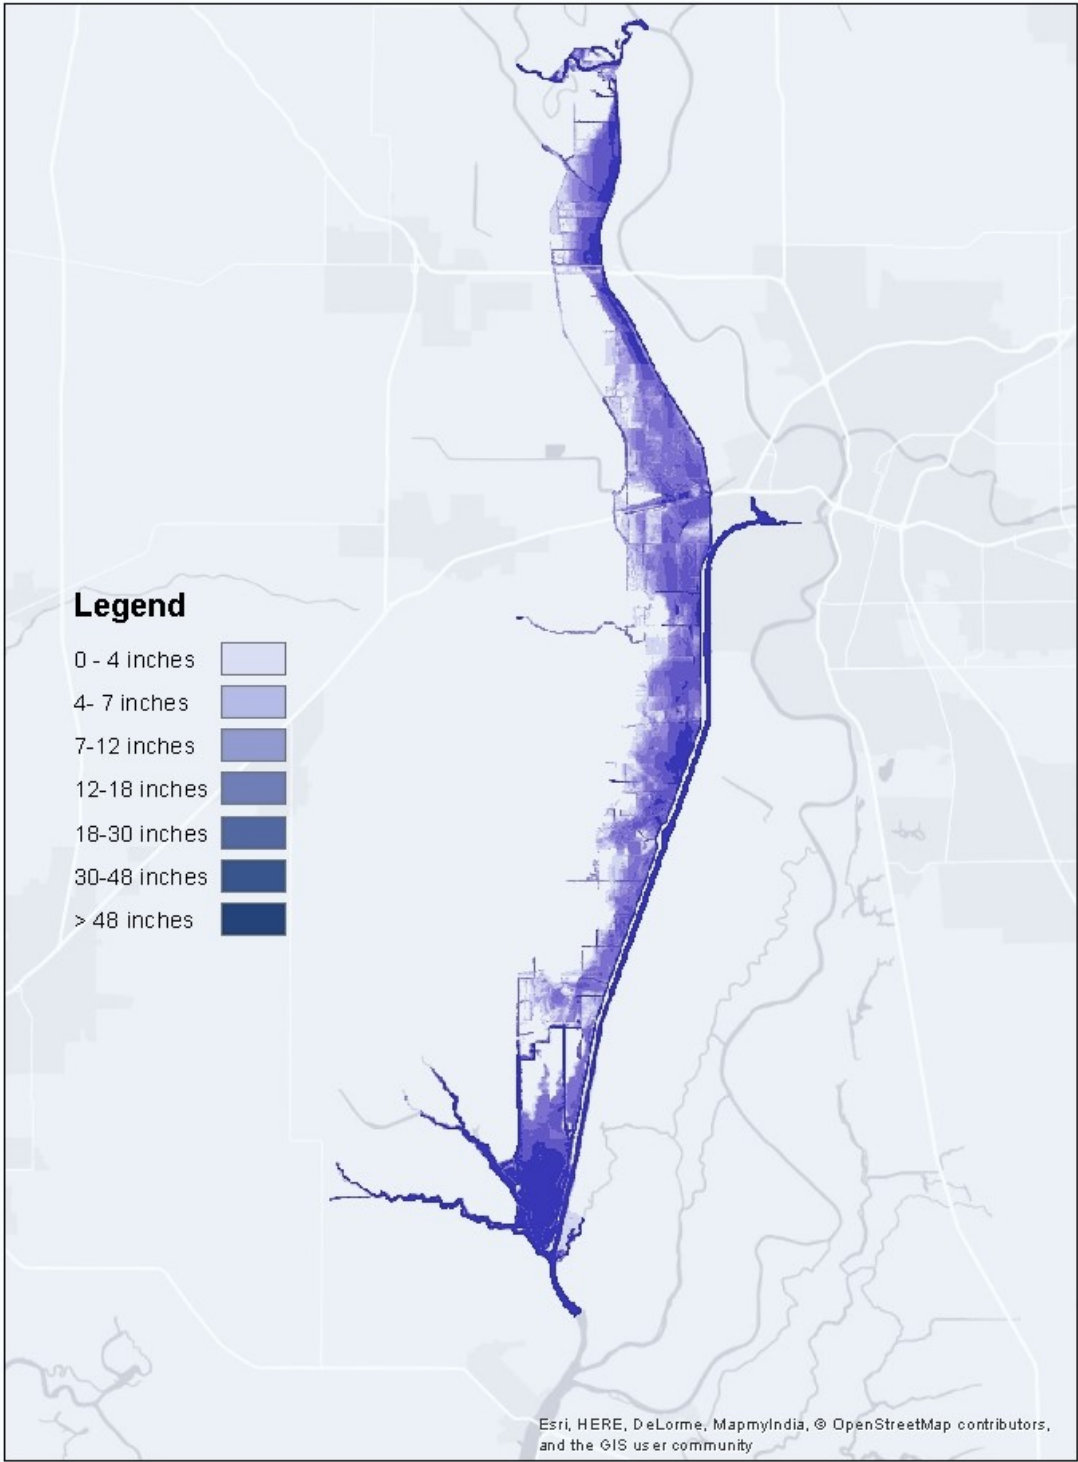 Legend
0 - 4 inches
4- 7 inches
7-12 inches
12-18 inches
18-30 inches
30-48 inches
> 48 inches
Esri, HERE, DeLorme, MapmyIndia, © OpenStreetMap contributors,
and the GIS user community